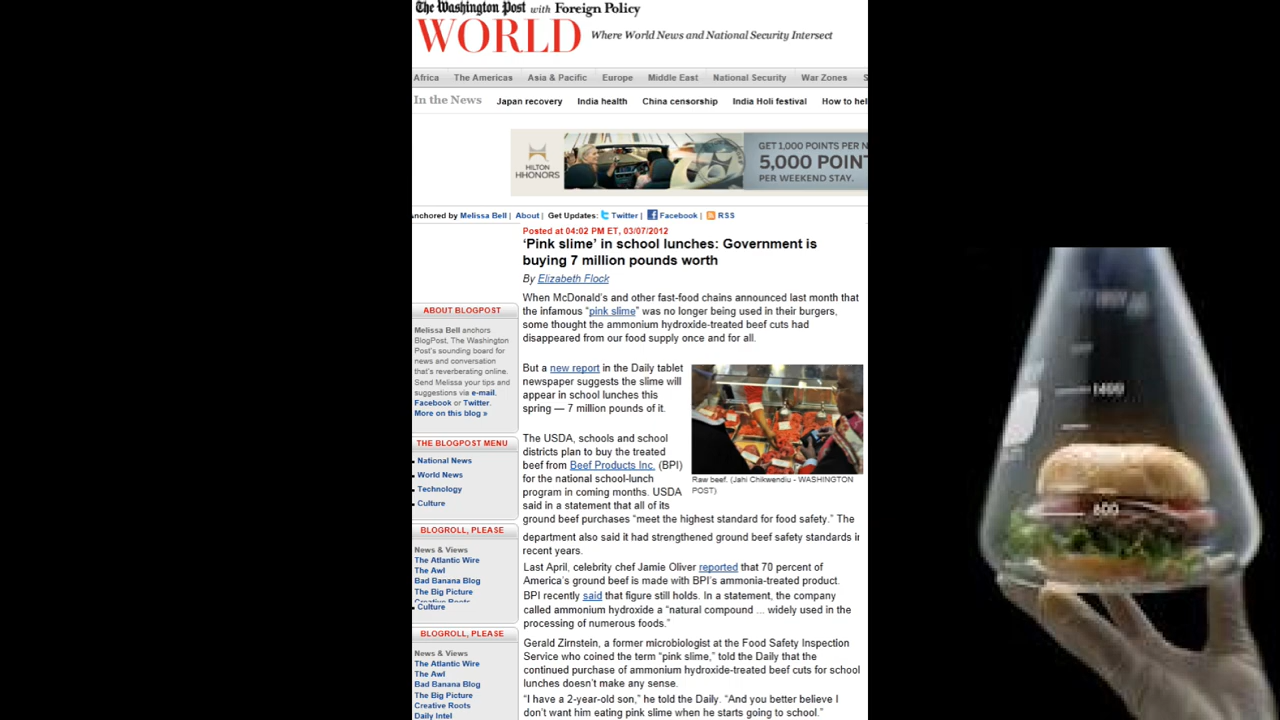 The Washington Post with Foreign Policy
WORLD Where World News and National Security Intersect
Africa The Americas Asia & Pacific Europe Middle East National Security War Zones S
In the News Japan recovery India health China censorship India Holi festival How to hel
HILTON
HHONORS
GET 1,000 POINTS PER N
5,000 POIN
PER WEEKEND STAY.
Anchored by Melissa Bell | About | Get Updates: Twitter | Facebook | RSS
Posted at 04:02 PM ET, 03/07/2012
‘Pink slime’ in school lunches: Government is
buying 7 million pounds worth
By Elizabeth Flock
When McDonald's and other fast-food chains announced last month that
the infamous “pink slime” was no longer being used in their burgers,
some thought the ammonium hydroxide-treated beef cuts had
disappeared from our food supply once and for all.
But a new report in the Daily tablet
newspaper suggests the slime will
appear in school lunches this
spring — 7 million pounds of it.
The USDA, schools and school
districts plan to buy the treated
beef from Beef Products Inc. (BPI)
for the national school-lunch
program in coming months. USDA
said in a statement that all of its
ground beef purchases “meet the highest standard for food safety.” The
department also said it had strengthened ground beef safety standards in
recent years.
Raw beef. (Jahi Chikwendiu - WASHINGTON
POST)
Last April, celebrity chef Jamie Oliver reported that 70 percent of
America's ground beef is made with BPI's ammonia-treated product.
BPI recently said that figure still holds. In a statement, the company
called ammonium hydroxide a “natural compound ... widely used in the
processing of numerous foods.”
Gerald Zirnstein, a former microbiologist at the Food Safety Inspection
Service who coined the term “pink slime,” told the Daily that the
continued purchase of ammonium hydroxide-treated beef cuts for school
lunches doesn't make any sense.
“I have a 2-year-old son,” he told the Daily. “And you better believe I
don't want him eating pink slime when he starts going to school.”
ABOUT BLOGPOST
Melissa Bell anchors
BlogPost, The Washington
Post's sounding board for
news and conversation
that's reverberating online.
Send Melissa your tips and
suggestions via e-mail,
Facebook or Twitter.
More on this blog »
THE BLOGPOST MENU
National News
World News
Technology
Culture
BLOGROLL, PLEASE
News & Views
The Atlantic Wire
The Awl
Bad Banana Blog
The Big Picture
Creative Roots
Culture
BLOGROLL, PLEASE
News & Views
The Atlantic Wire
The Awl
Bad Banana Blog
The Big Picture
Creative Roots
Daily Intel
600